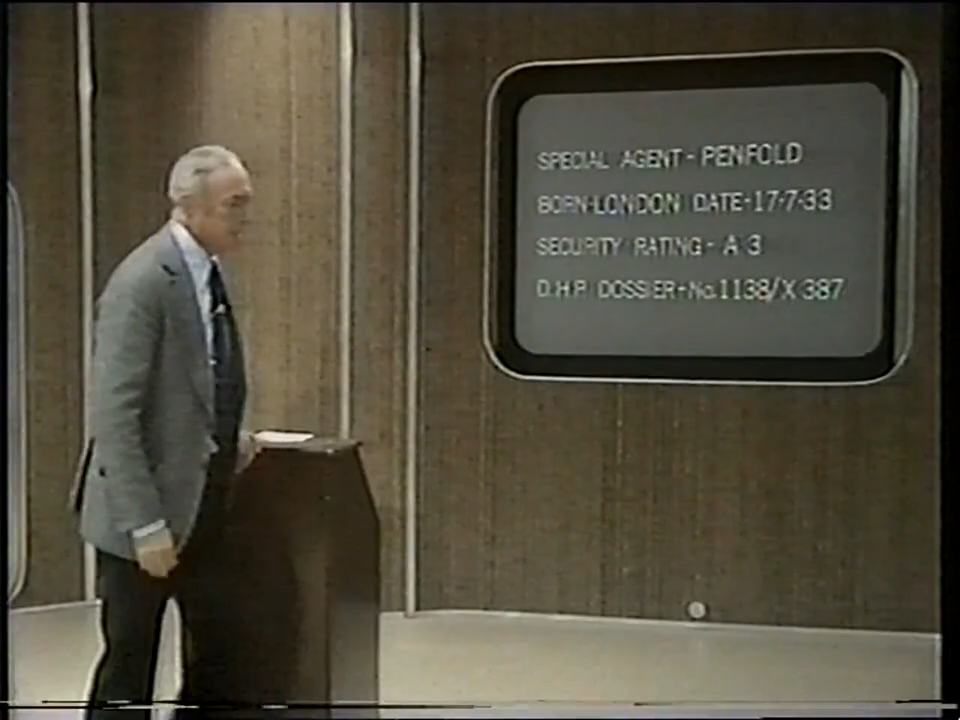 SPECIAL AGENT - PENFOLD
BORN-LONDON DATE-17-7-33
SECURITY RATING - A 3
D.H.P. DOSSIER-No.1138/X 387